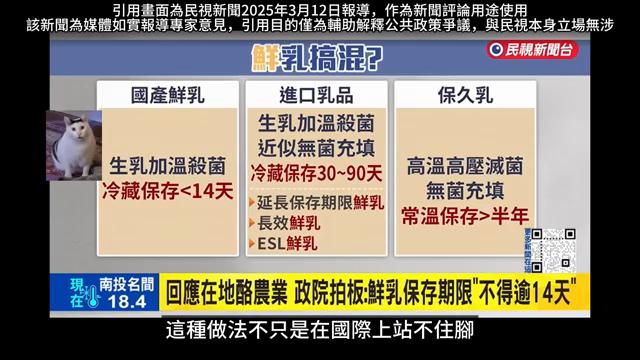 引用畫面為民視新聞2025年3月12日報導，作為新聞評論用途使用
該新聞為媒體如實報導專家意見，引用目的僅為輔助解釋公共政策爭議，與民視本身立場無涉
鮮乳搞混?
民視新聞台
國產鮮乳
生乳加溫殺菌
冷藏保存<14天
進口乳品
生乳加溫殺菌
近似無菌充填
冷藏保存30~90天
延長保存期限鮮乳
長效鮮乳
ESL鮮乳
保久乳
高溫高壓滅菌
無菌充填
常溫保存>半年
更多新聞在這
現在
南投名間
18.4
回應在地酪農業 政院拍板:鮮乳保存期限"不得逾14天"
這種做法不只是在國際上站不住腳